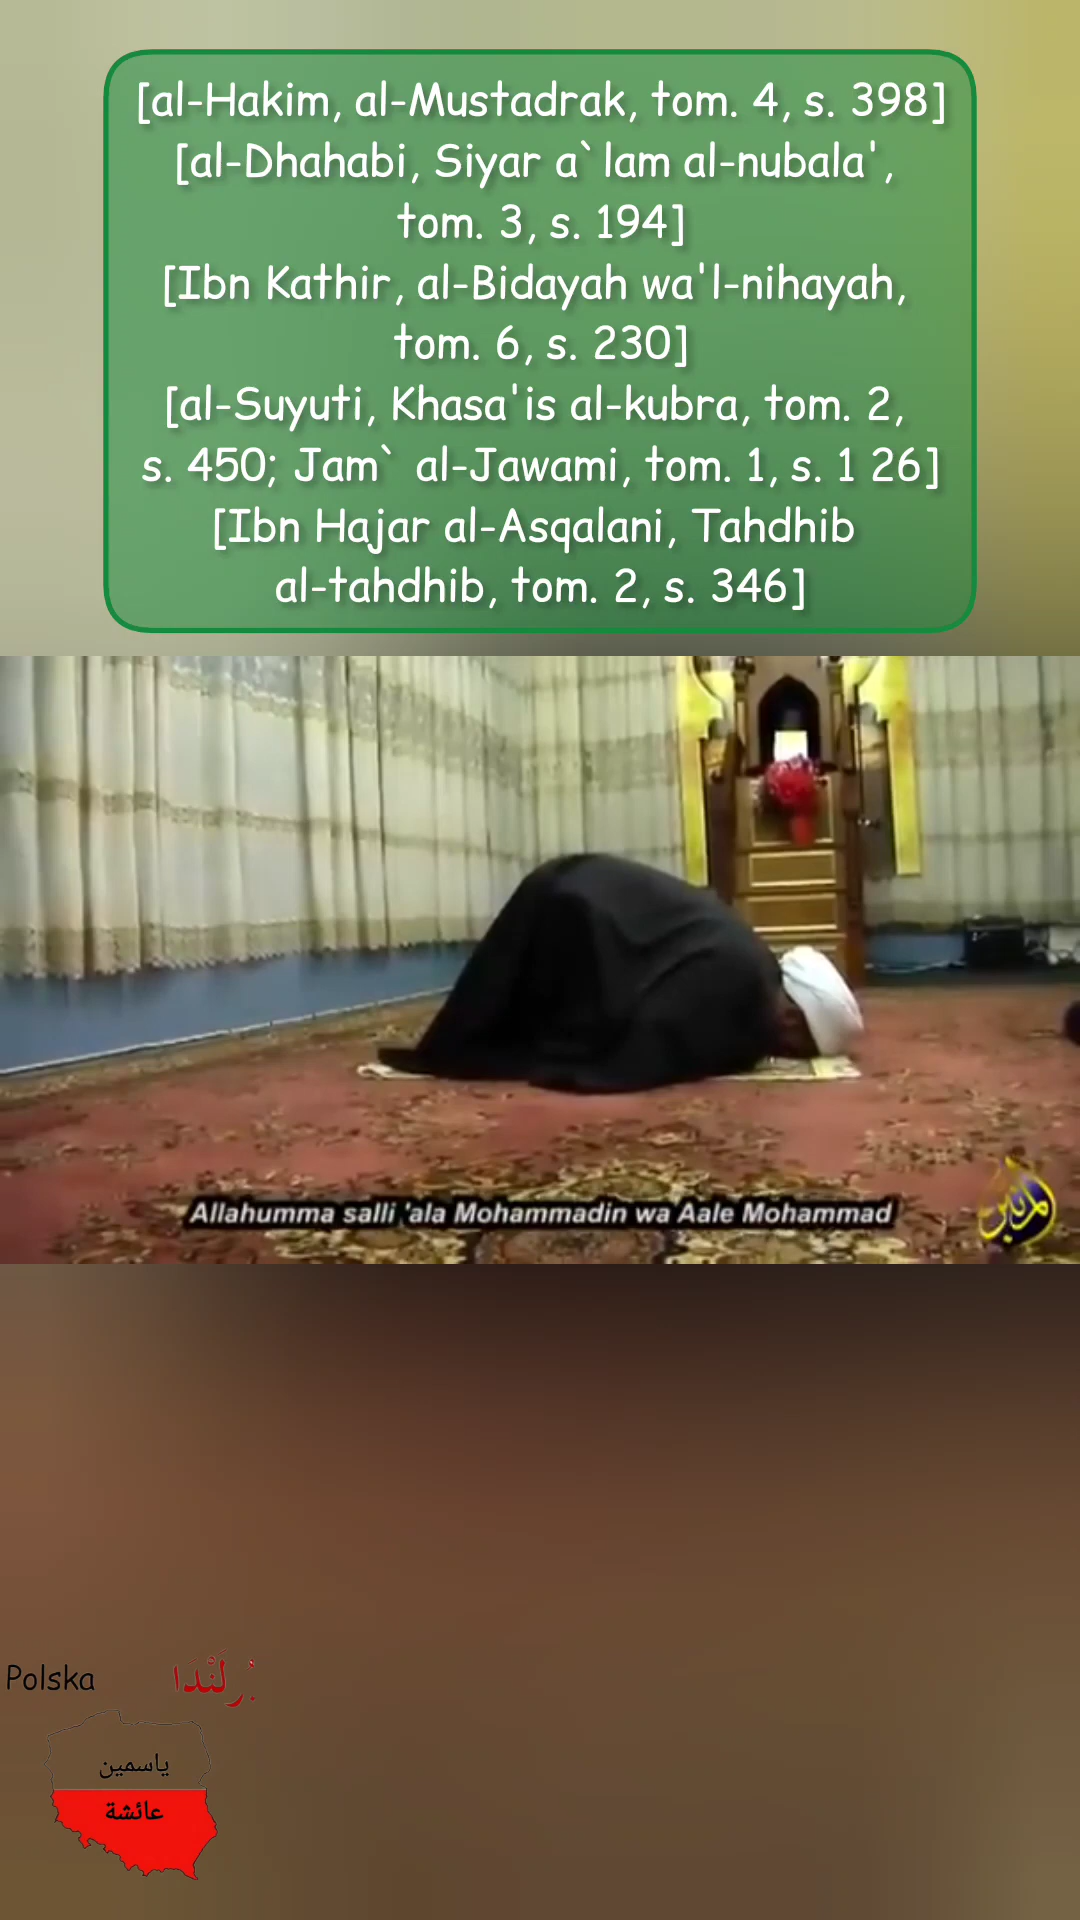 [al-Hakim, al-Mustadrak, tom. 4, s. 398]
[al-Dhahabi, Siyar a`lam al-nubala',
tom. 3, s. 194]
[Ibn Kathir, al-Bidayah wa'l-nihayah,
tom. 6, s. 230]
[al-Suyuti, Khasa'is al-kubra, tom. 2,
s. 450; Jam` al-Jawami, tom. 1, s. 1 26]
[Ibn Hajar al-Asqalani, Tahdhib
al-tahdhib, tom. 2, s. 346]
Allahumma salli 'ala Mohammadin wa Aale Mohammad
Polska
ياسمين
عائشة